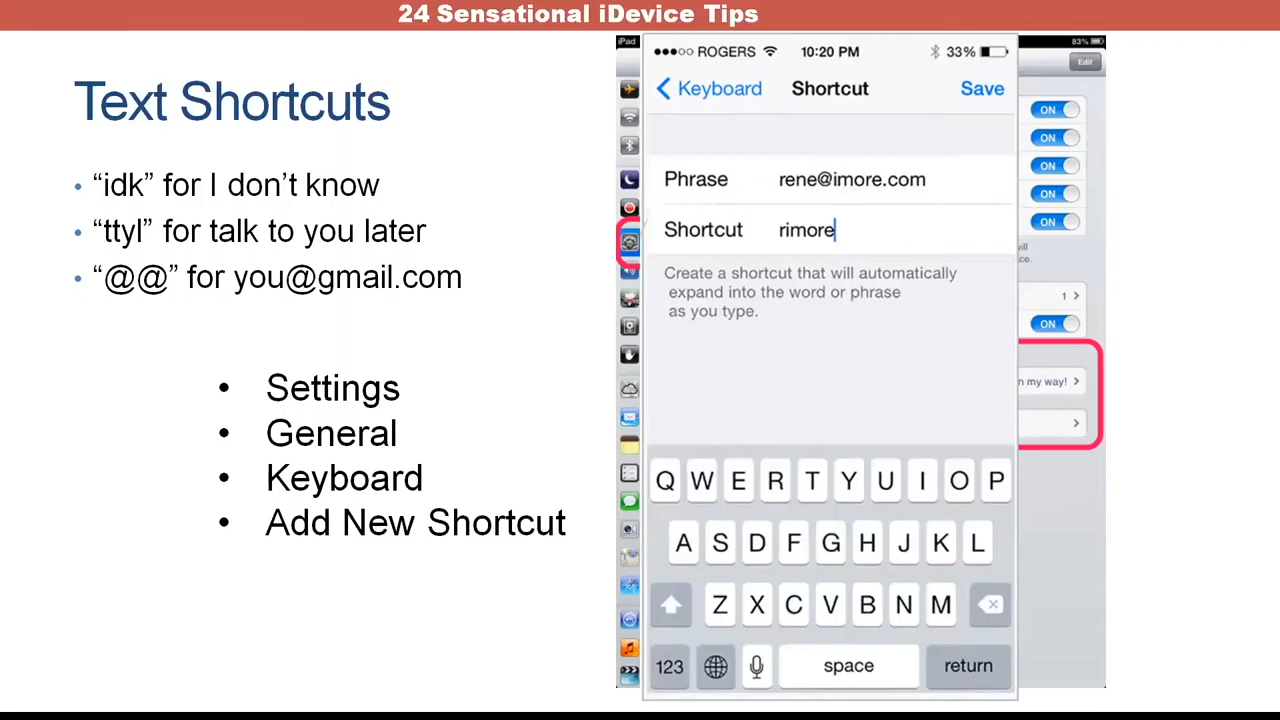 24 Sensational iDevice Tips
Text Shortcuts
• “idk” for I don’t know
• “ttyl” for talk to you later
• “@@” for you@gmail.com
• Settings
• General
• Keyboard
• Add New Shortcut
iPad
83%
Edit
ROGERS 10:20 PM 33%
Keyboard Shortcut Save
Phrase rene@imore.com
Shortcut rimore
Create a shortcut that will automatically
expand into the word or phrase
as you type.
ON
ON
ON
ON
ON
1
ON
n my way!
Q W E R T Y U I O P
A S D F G H J K L
Z X C V B N M
123 space return